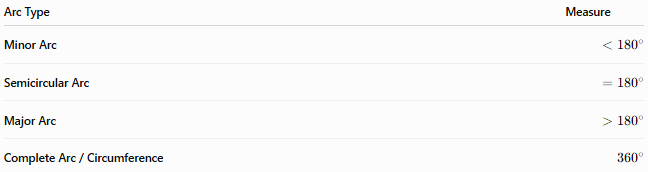 Arc Type Measure
Minor Arc < 180°
Semicircular Arc = 180°
Major Arc > 180°
Complete Arc / Circumference 360°